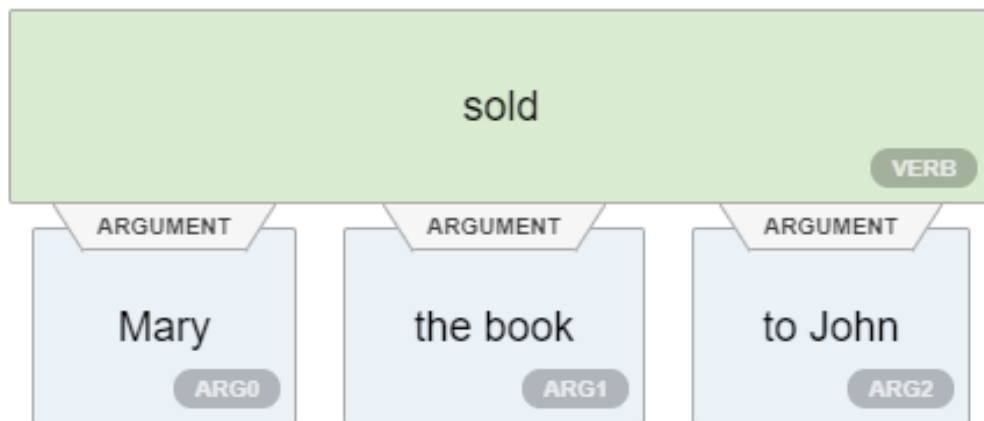 sold
VERB
ARGUMENT ARGUMENT ARGUMENT
Mary the book to John
ARG0 ARG1 ARG2